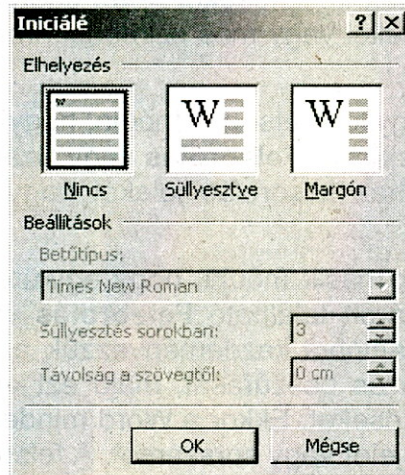 Iniciálé
Elhelyezés
W W W
Nincs Süllyesztve Margón
Beállítások
Betűtípus:
Times New Roman
Süllyesztés sorokban: 3
Távolság a szövegtől: 0 cm
OK Mégse